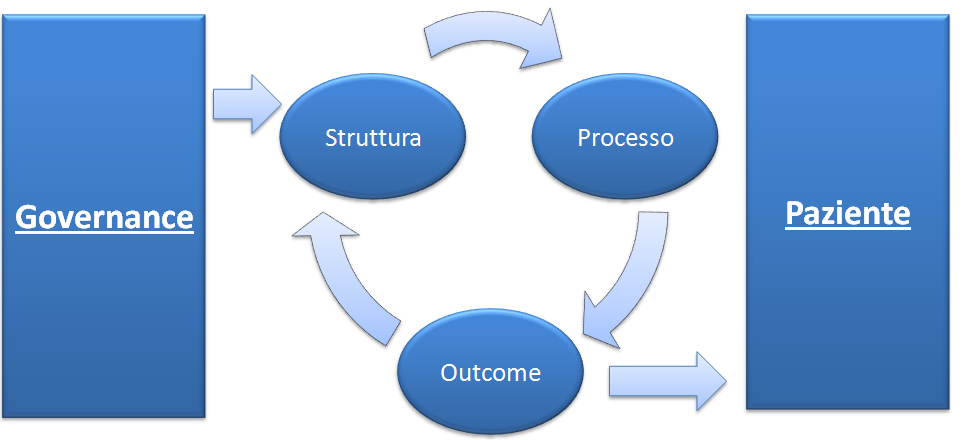 Governance
Struttura
Processo
Outcome
Paziente